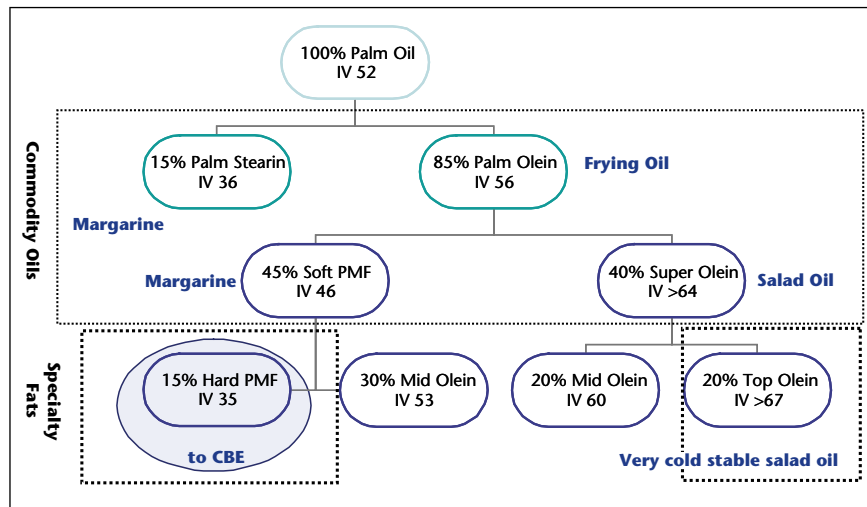 100% Palm Oil
IV 52
Commodity Oils
15% Palm Stearin
IV 36
85% Palm Olein
IV 56
Frying Oil
Margarine
Margarine
45% Soft PMF
IV 46
40% Super Olein
IV >64
Salad Oil
Specialty
Fats
15% Hard PMF
IV 35
to CBE
30% Mid Olein
IV 53
20% Mid Olein
IV 60
20% Top Olein
IV >67
Very cold stable salad oil